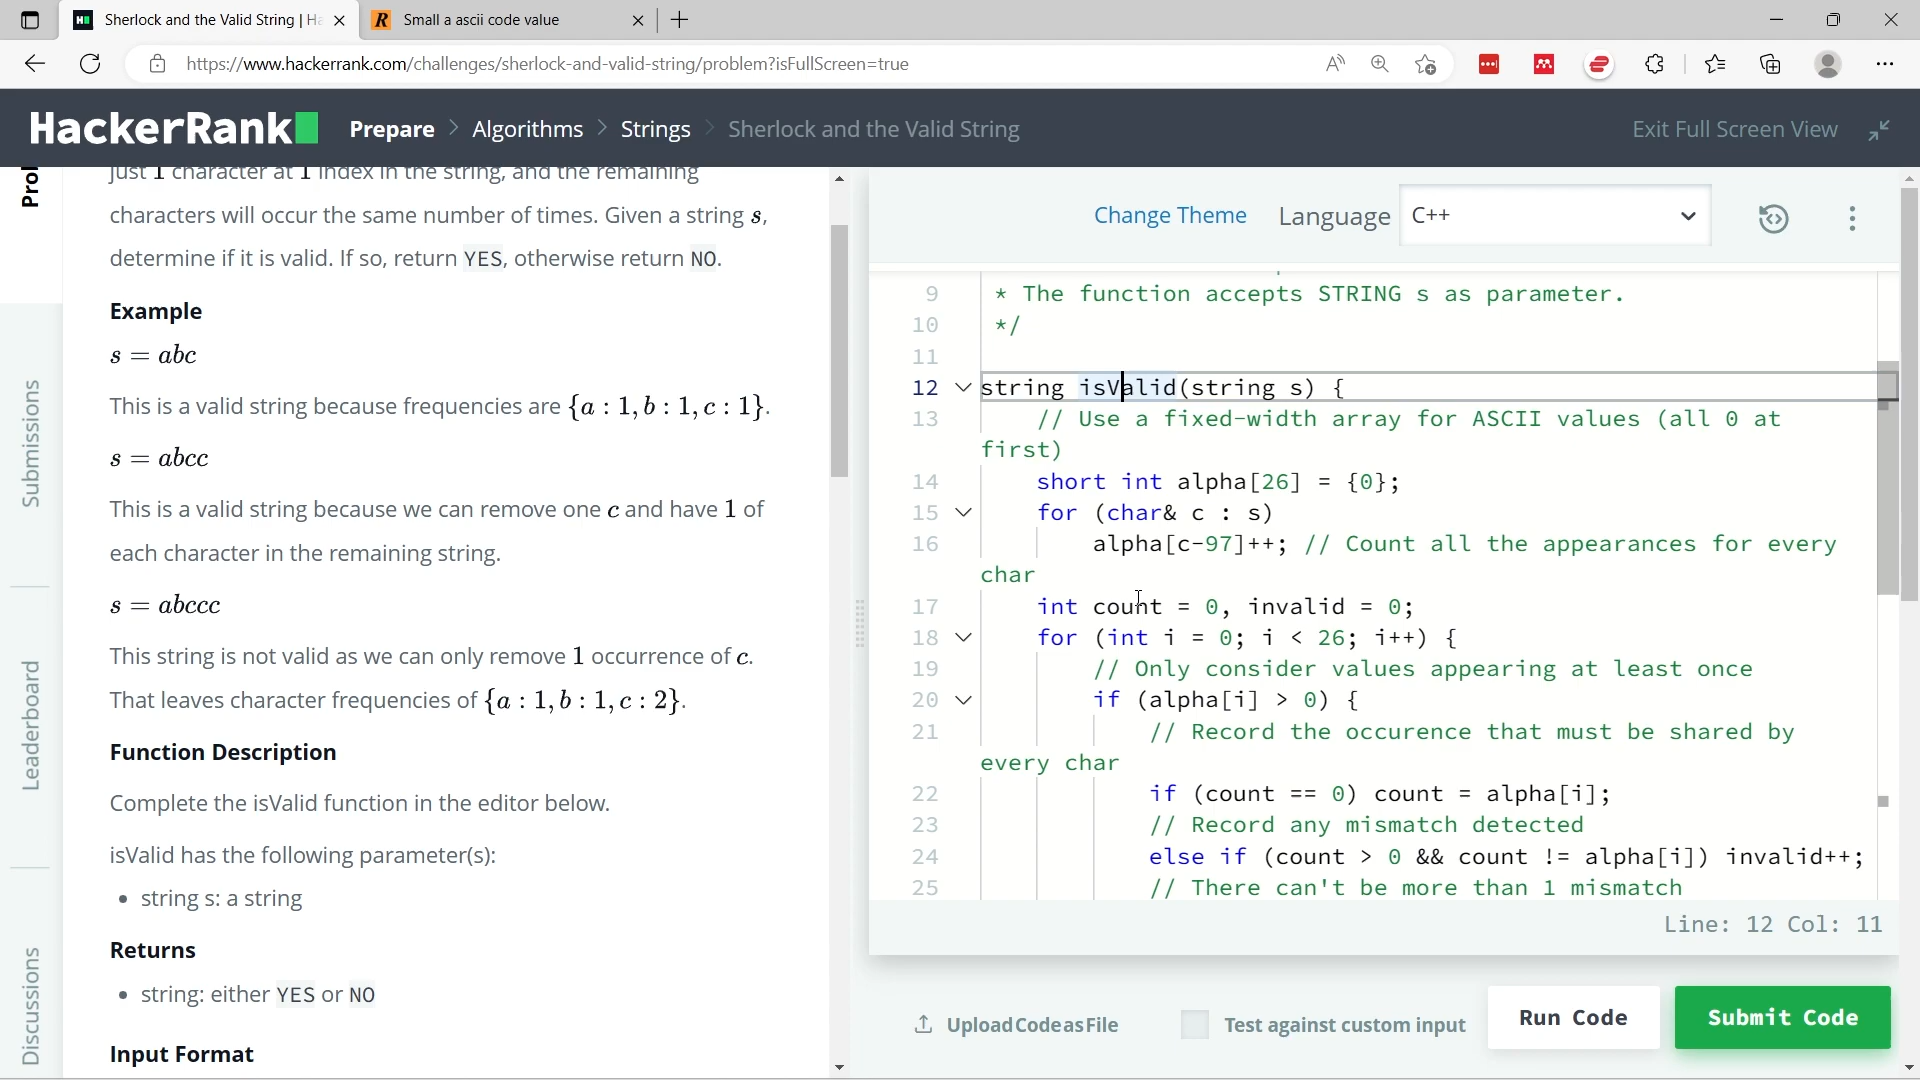 Sherlock and the Valid String | Ha
Small a ascii code value
https://www.hackerrank.com/challenges/sherlock-and-valid-string/problem?isFullScreen=true
HackerRank
Prepare > Algorithms > Strings > Sherlock and the Valid String
Exit Full Screen View
Submissions
Leaderboard
Discussions
just 1 character at 1 index in the string, and the remaining
characters will occur the same number of times. Given a string s,
determine if it is valid. If so, return YES, otherwise return NO.
Example
s = abc
This is a valid string because frequencies are {a : 1, b : 1, c : 1}.
s = abcc
This is a valid string because we can remove one c and have 1 of
each character in the remaining string.
s = abccc
This string is not valid as we can only remove 1 occurrence of c.
That leaves character frequencies of {a : 1, b : 1, c : 2}.
Function Description
Complete the isValid function in the editor below.
isValid has the following parameter(s):
• string s: a string
Returns
• string: either YES or NO
Input Format
Change Theme Language C++
9 * The function accepts STRING s as parameter.
10 */
11
12 string isValid(string s) {
13 // Use a fixed-width array for ASCII values (all 0 at
first)
14 short int alpha[26] = {0};
15 for (char& c : s)
16 alpha[c-97]++; // Count all the appearances for every
char
17 int count = 0, invalid = 0;
18 for (int i = 0; i < 26; i++) {
19 // Only consider values appearing at least once
20 if (alpha[i] > 0) {
21 // Record the occurence that must be shared by
every char
22 if (count == 0) count = alpha[i];
23 // Record any mismatch detected
24 else if (count > 0 && count != alpha[i]) invalid++;
25 // There can't be more than 1 mismatch
Line: 12 Col: 11
Upload Code as File
Test against custom input
Run Code
Submit Code